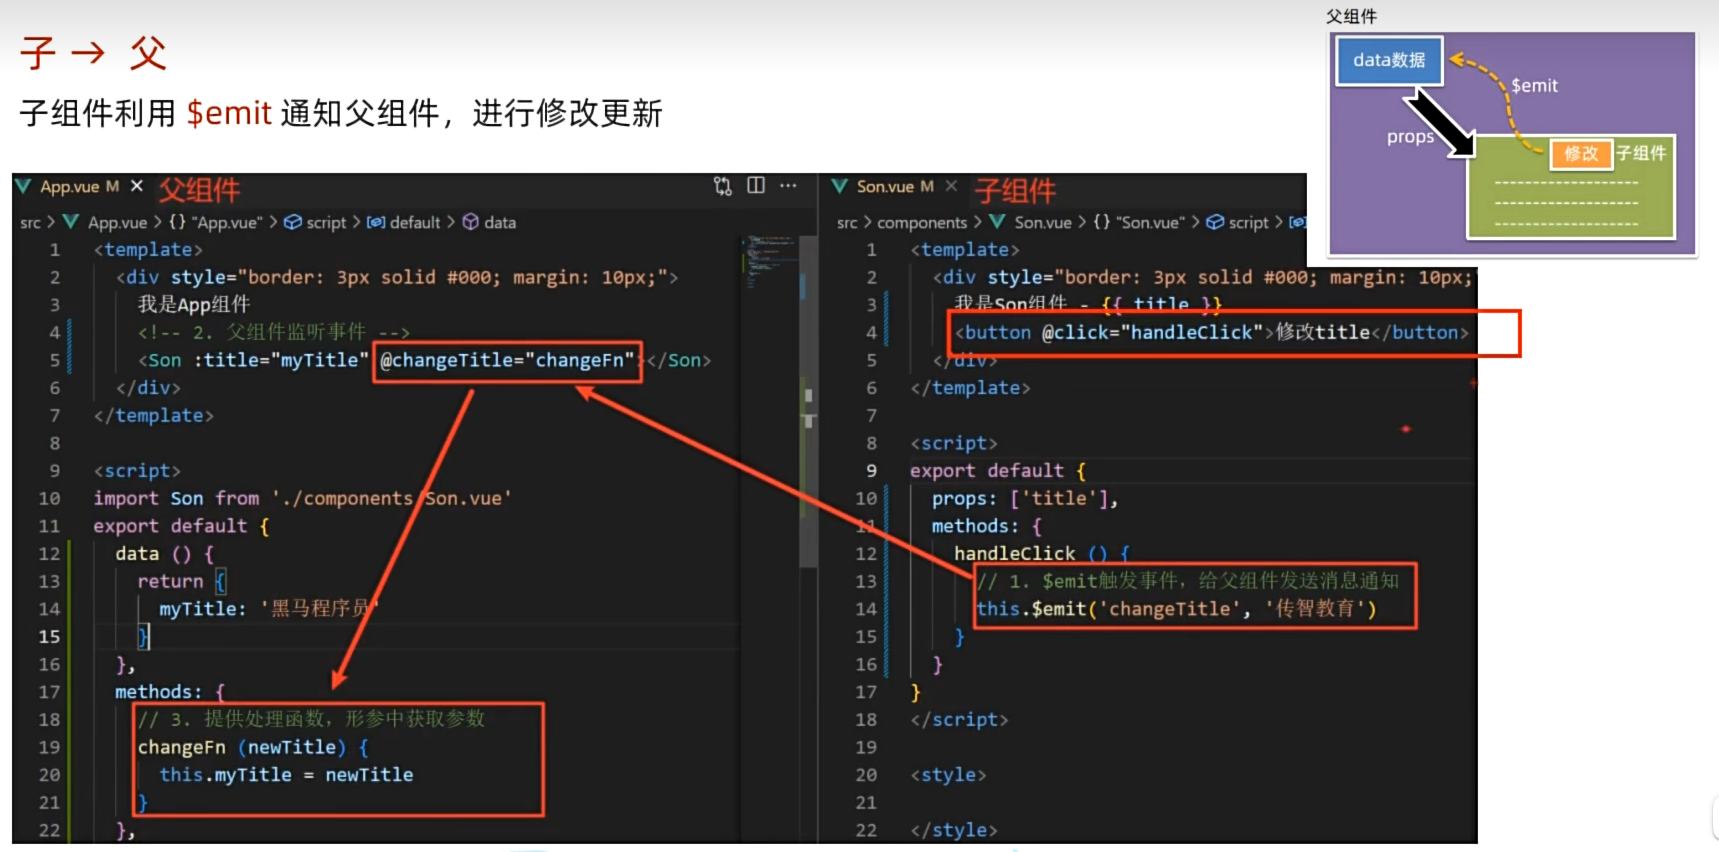 子 → 父
子组件利用 $emit 通知父组件，进行修改更新
父组件
data数据
$emit
props
修改 子组件
App.vue M × 父组件
src > App.vue > {} "App.vue" > script > default > data
1 <template>
2 <div style="border: 3px solid #000; margin: 10px;">
3 我是App组件
4 <!-- 2. 父组件监听事件 -->
5 <Son :title="myTitle" @changeTitle="changeFn"></Son>
6 </div>
7 </template>
8
9 <script>
10 import Son from './components/Son.vue'
11 export default {
12 data () {
13 return {
14 myTitle: '黑马程序员'
15 }
16 },
17 methods: {
18 // 3. 提供处理函数，形参中获取参数
19 changeFn (newTitle) {
20 this.myTitle = newTitle
21 }
22 },
Son.vue M × 子组件
src > components > Son.vue > {} "Son.vue" > script >
1 <template>
2 <div style="border: 3px solid #000; margin: 10px;
3 我是Son组件 - {{ title }}
4 <button @click="handleClick">修改title</button>
5 </div>
6 </template>
7
8 <script>
9 export default {
10 props: ['title'],
11 methods: {
12 handleClick () {
13 // 1. $emit触发事件，给父组件发送消息通知
14 this.$emit('changeTitle', '传智教育')
15 }
16 }
17 }
18 </script>
19
20 <style>
21
22 </style>